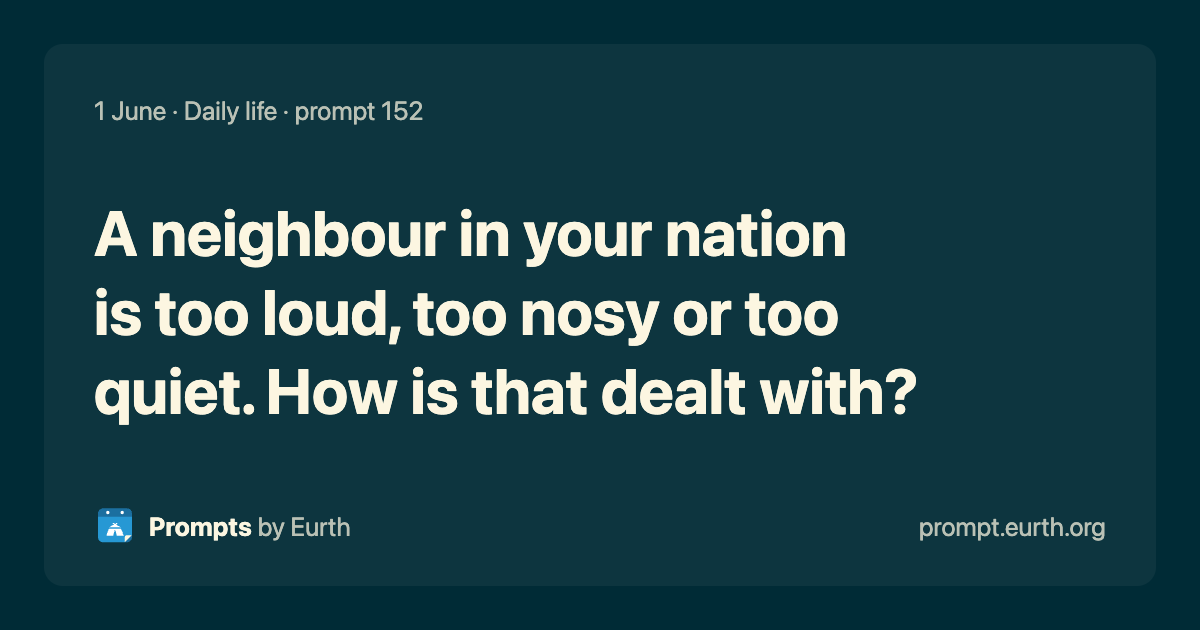 1 June · Daily life · prompt 152
A neighbour in your nation
is too loud, too nosy or too
quiet. How is that dealt with?
Prompts by Eurth
prompt.eurth.org